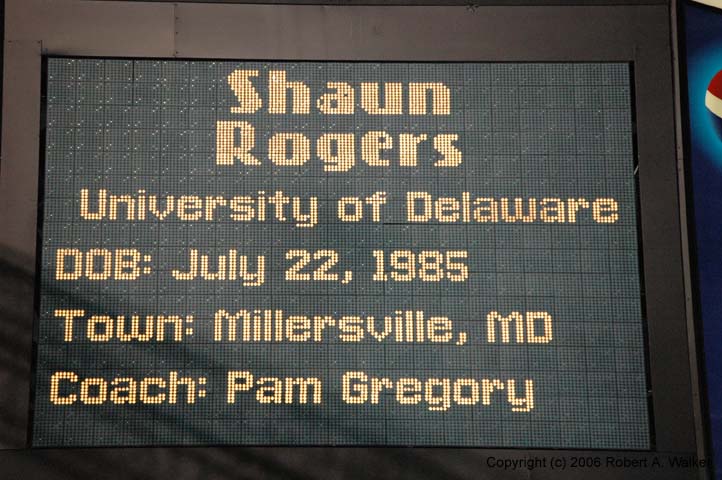 Shaun
Rogers
University of Delaware
DOB: July 22, 1985
Town: Millersville, MD
Coach: Pam Gregory
Copyright (c) 2006 Robert A. Walker